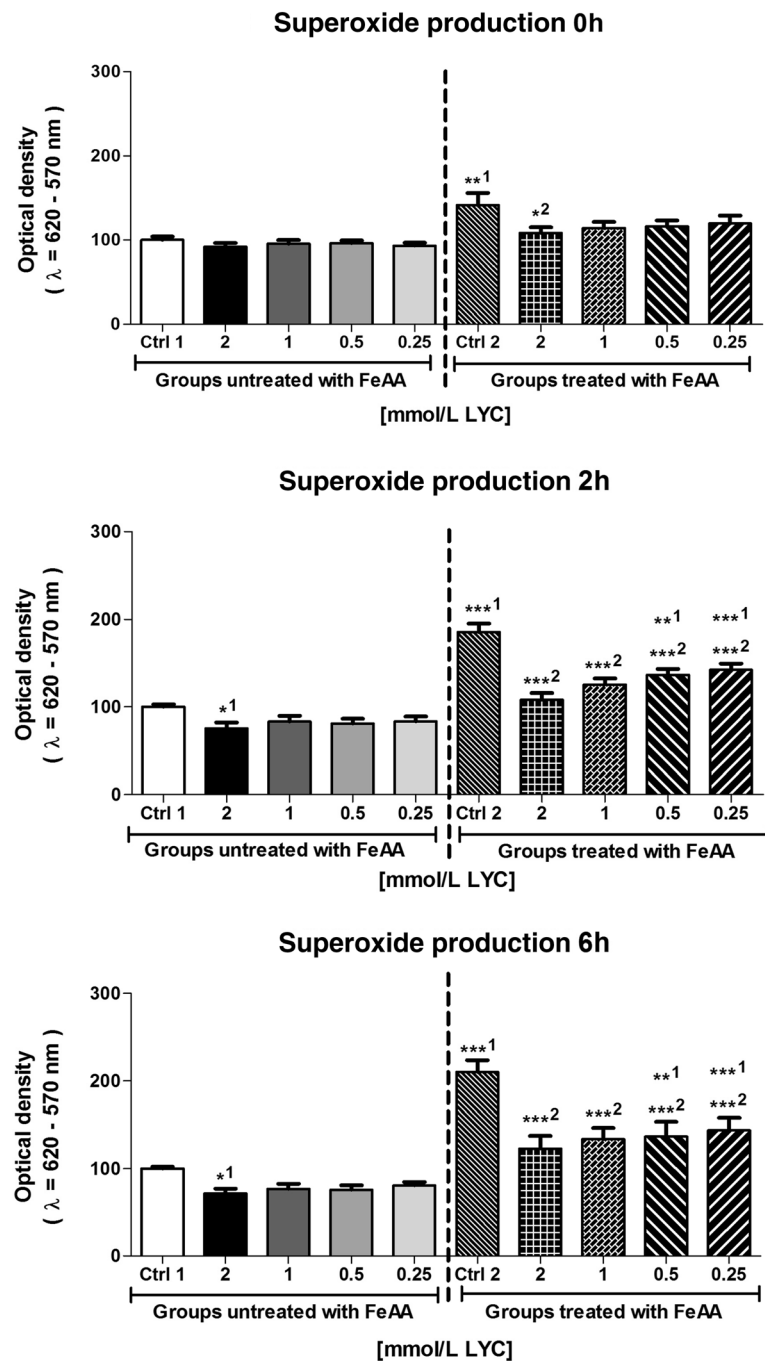 Superoxide production 0h
Optical density
( λ = 620 - 570 nm )
300
200
100
0
**1
*2
Ctrl 1 2 1 0.5 0.25 Ctrl 2 2 1 0.5 0.25
Groups untreated with FeAA Groups treated with FeAA
[mmol/L LYC]
Superoxide production 2h
Optical density
( λ = 620 - 570 nm )
300
200
100
0
*1
***1 **1 ***1
***2 ***2 ***2 ***2
Ctrl 1 2 1 0.5 0.25 Ctrl 2 2 1 0.5 0.25
Groups untreated with FeAA Groups treated with FeAA
[mmol/L LYC]
Superoxide production 6h
Optical density
( λ = 620 - 570 nm )
300
200
100
0
*1
***1 **1 ***1
***2 ***2 ***2 ***2
Ctrl 1 2 1 0.5 0.25 Ctrl 2 2 1 0.5 0.25
Groups untreated with FeAA Groups treated with FeAA
[mmol/L LYC]